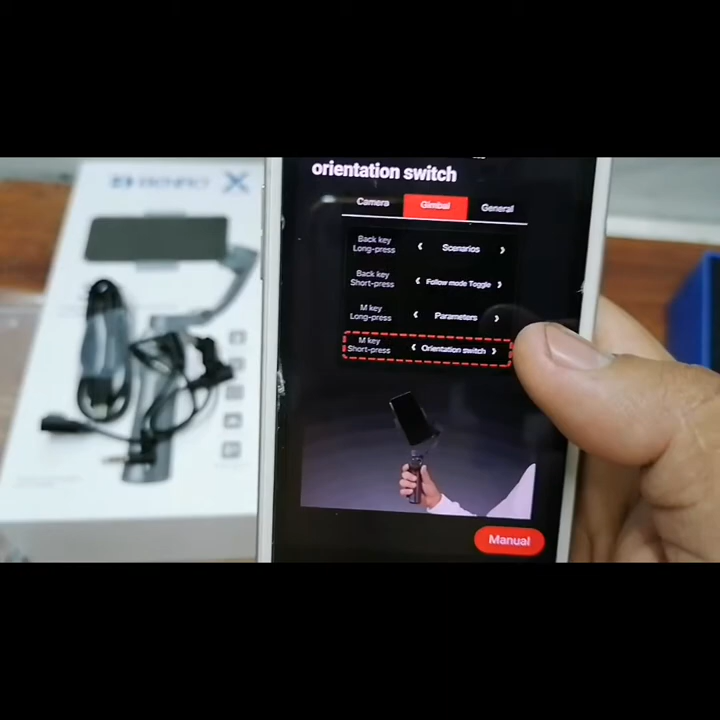 BENRO X
orientation switch
Camera Gimbal General
Back key
Long-press
Scenarios
Back key
Short-press
Follow mode Toggle
M key
Long-press
Parameters
M key
Short-press
Orientation switch
Manual